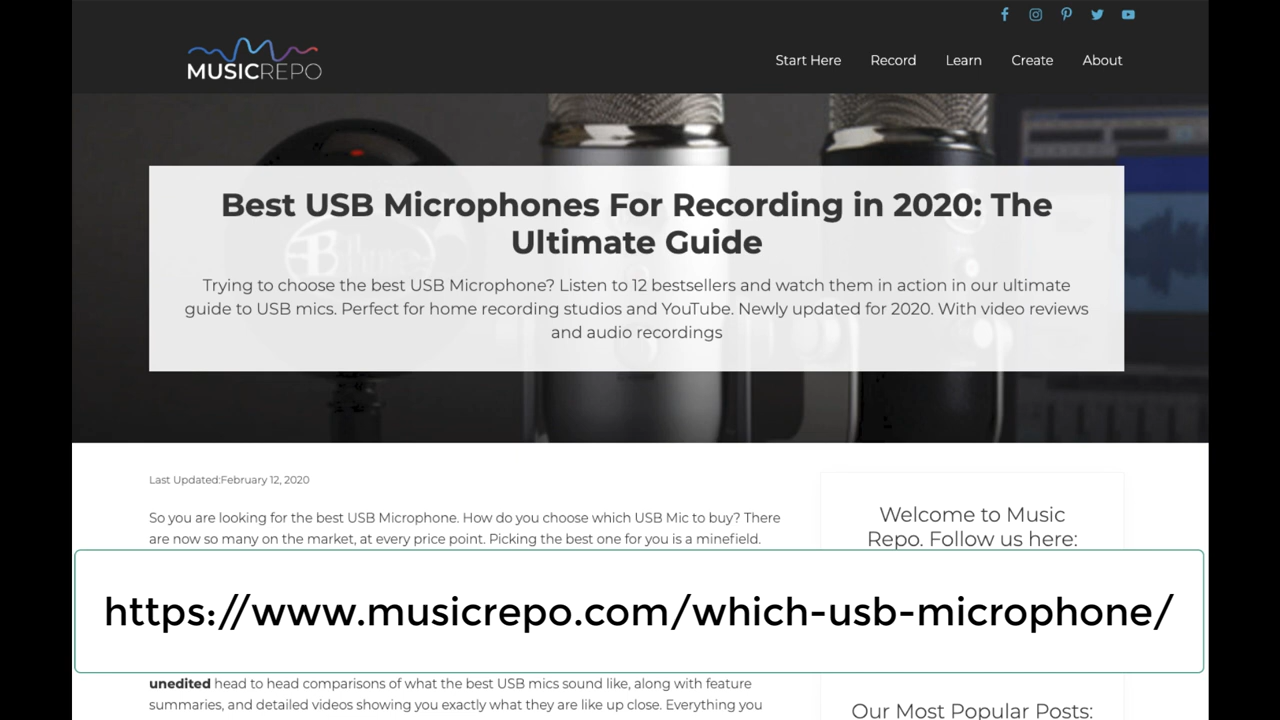 MUSICREPO
Start Here Record Learn Create About
Blue
Best USB Microphones For Recording in 2020: The
Ultimate Guide
Trying to choose the best USB Microphone? Listen to 12 bestsellers and watch them in action in our ultimate
guide to USB mics. Perfect for home recording studios and YouTube. Newly updated for 2020. With video reviews
and audio recordings
Last Updated:February 12, 2020
So you are looking for the best USB Microphone. How do you choose which USB Mic to buy? There
are now so many on the market, at every price point. Picking the best one for you is a minefield.
Welcome to Music
Repo. Follow us here:
https://www.musicrepo.com/which-usb-microphone/
unedited head to head comparisons of what the best USB mics sound like, along with feature
summaries, and detailed videos showing you exactly what they are like up close. Everything you
Our Most Popular Posts: